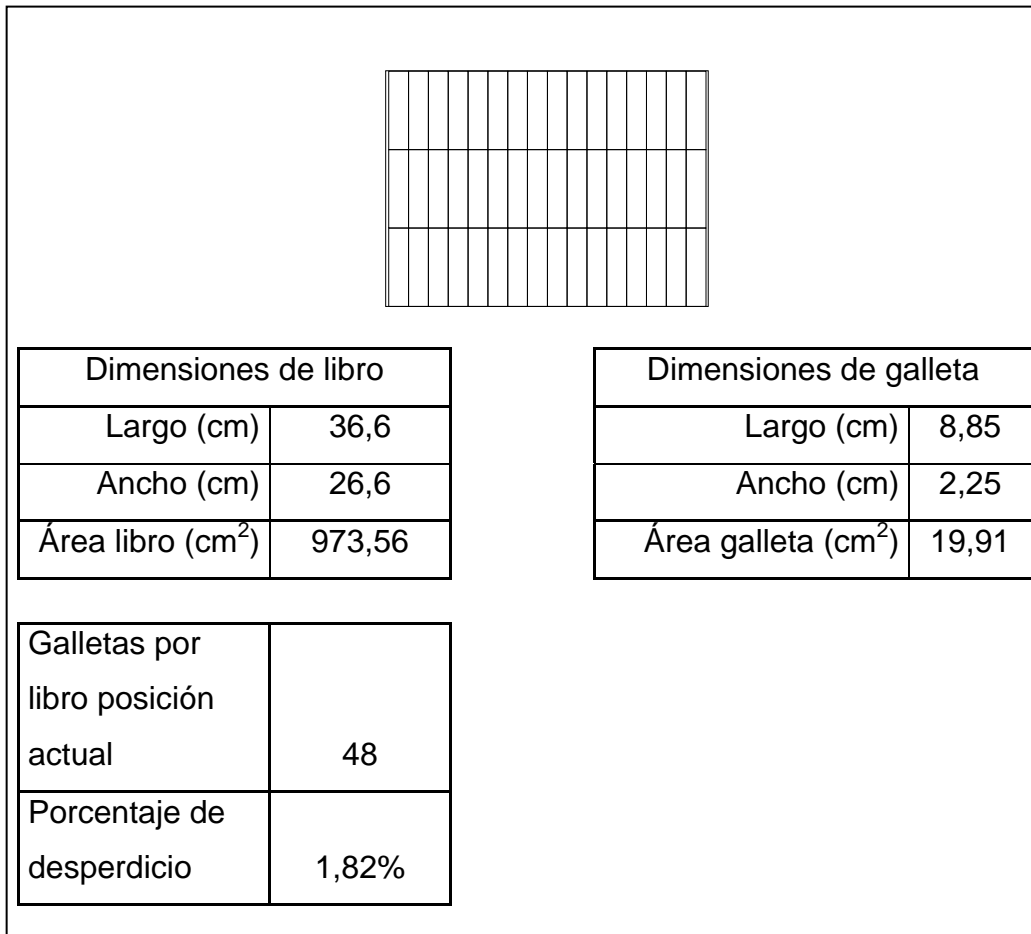 Dimensiones de libro
Largo (cm) 36,6
Ancho (cm) 26,6
Área libro (cm²) 973,56
Dimensiones de galleta
Largo (cm) 8,85
Ancho (cm) 2,25
Área galleta (cm²) 19,91
Galletas por
libro posición
actual 48
Porcentaje de
desperdicio 1,82%